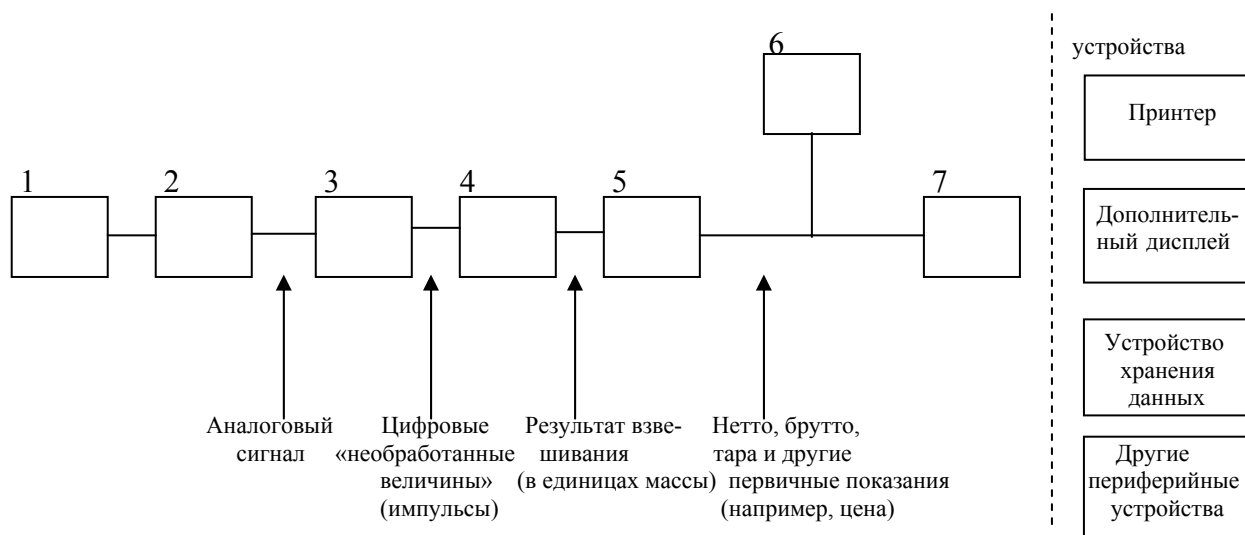 6
устройства
Принтер
1
2
3
4
5
7
Дополнитель-
ный дисплей
Устройство
хранения
данных
Аналоговый
сигнал
Цифровые
«необработанные
величины»
(импульсы)
Результат взве-
шивания
(в единицах массы)
Нетто, брутто,
тара и другие
первичные показания
(например, цена)
Другие
периферийные
устройства